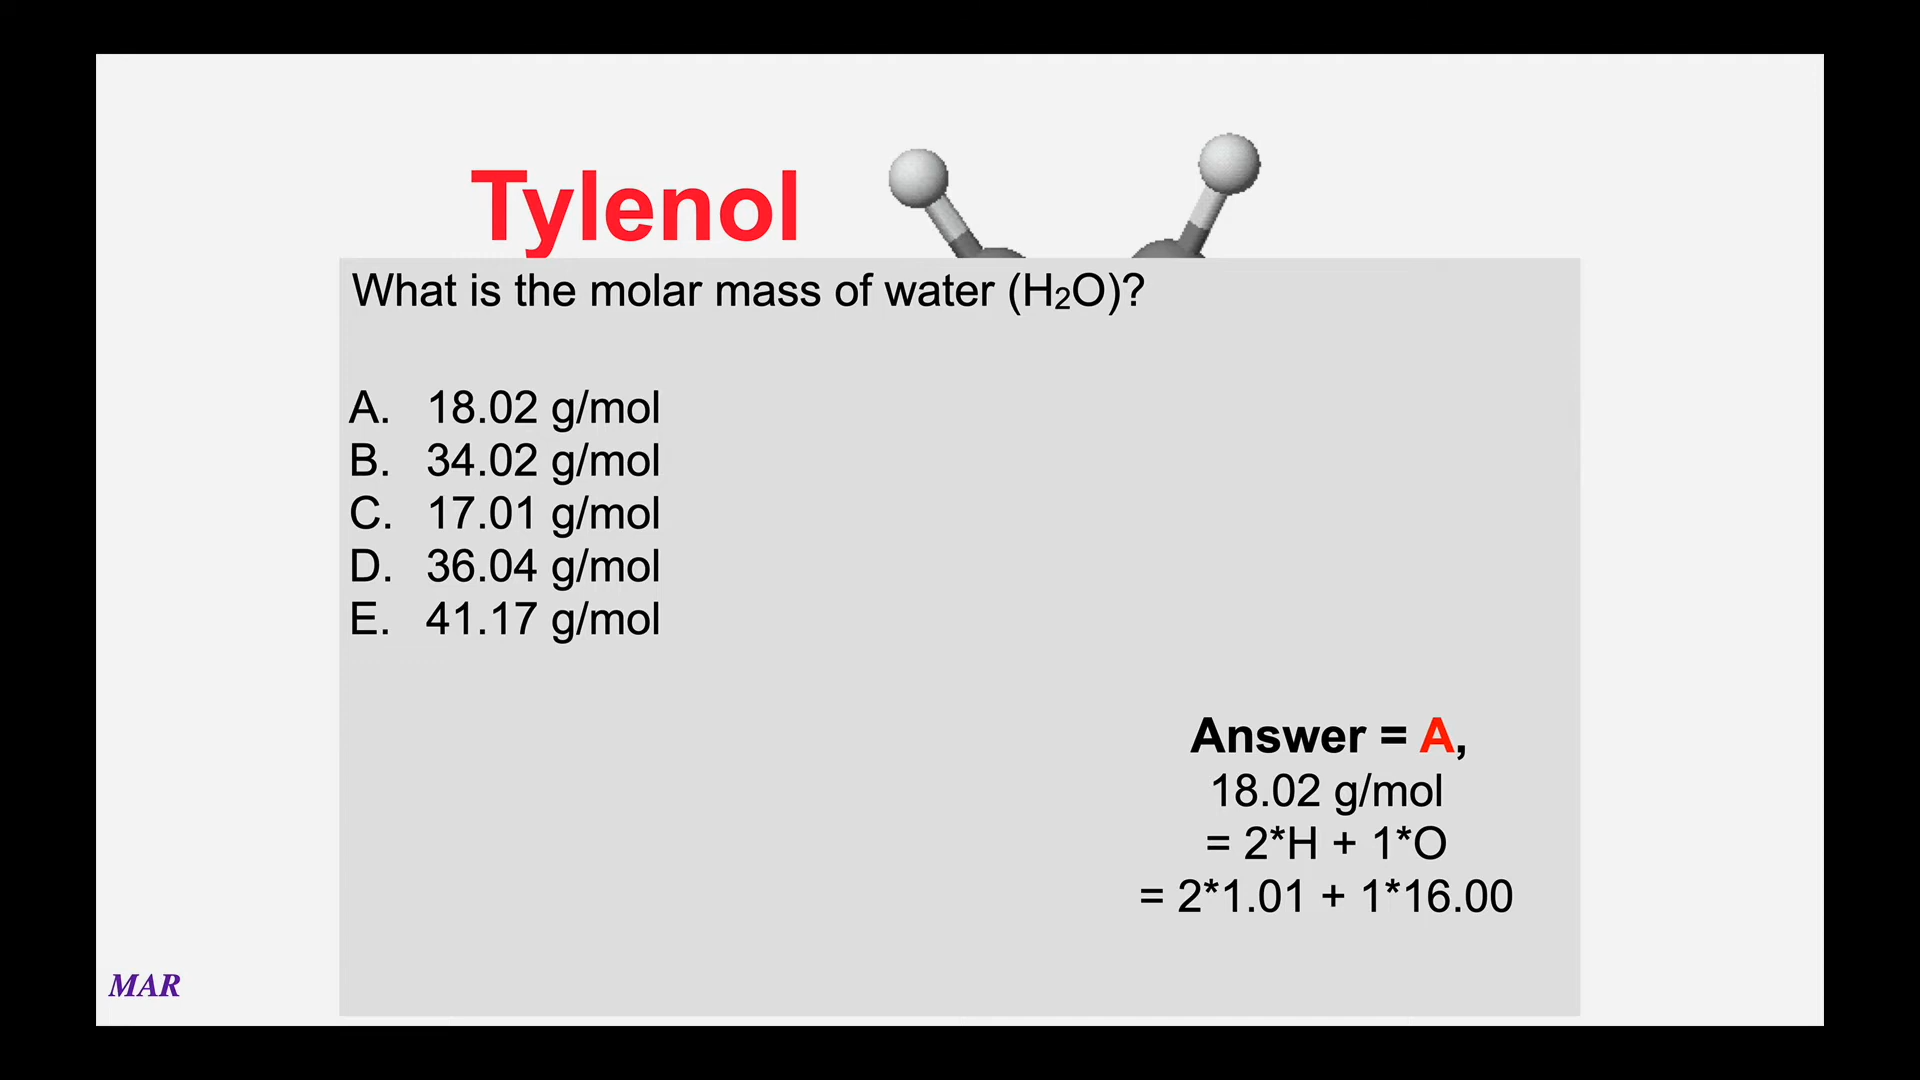 Tylenol
What is the molar mass of water (H₂O)?
A. 18.02 g/mol
B. 34.02 g/mol
C. 17.01 g/mol
D. 36.04 g/mol
E. 41.17 g/mol
Answer = A,
18.02 g/mol
= 2*H + 1*O
= 2*1.01 + 1*16.00
MAR